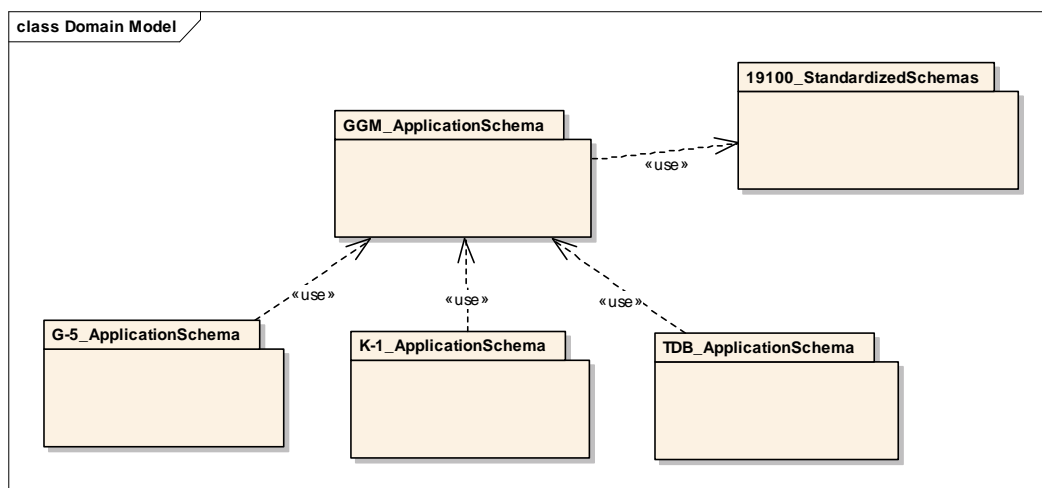 class Domain Model
19100_StandardizedSchemas
GGM_ApplicationSchema
«use»
«use»
«use»
«use»
G-5_ApplicationSchema
K-1_ApplicationSchema
TDB_ApplicationSchema